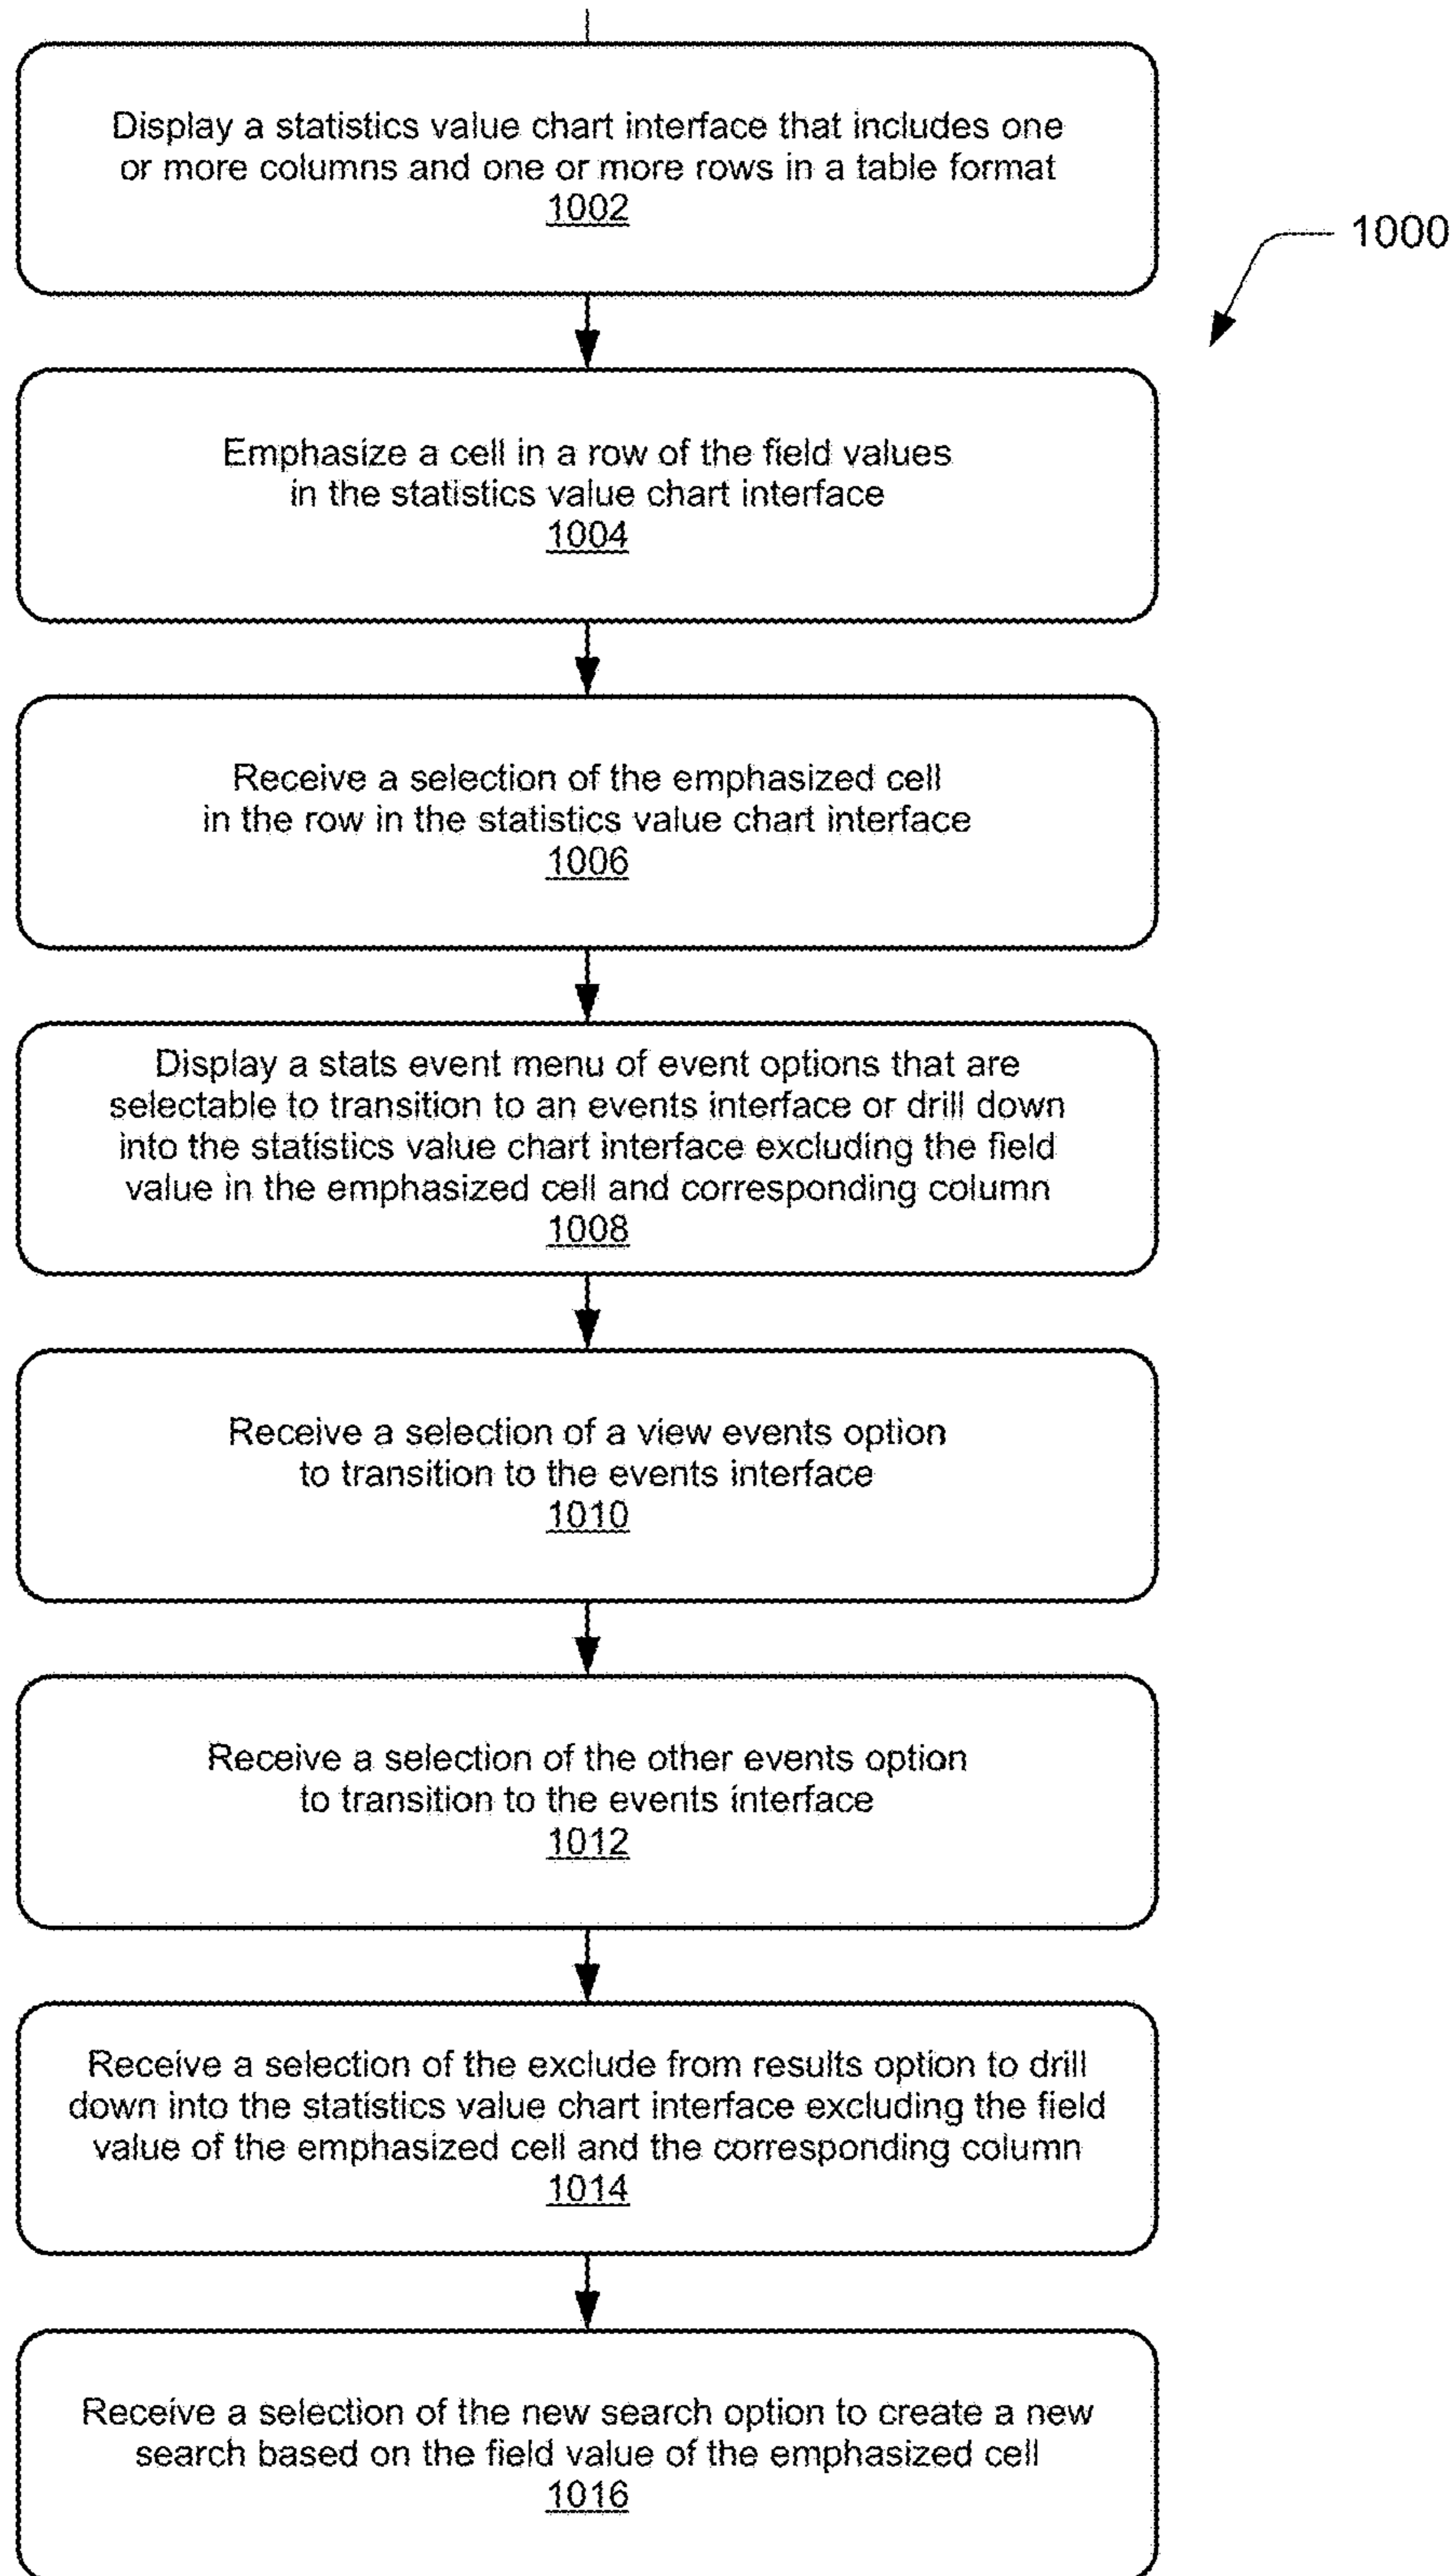 Display a statistics value chart interface that includes one
or more columns and one or more rows in a table format
1002
1000
Emphasize a cell in a row of the field values
in the statistics value chart interface
1004
Receive a selection of the emphasized cell
in the row in the statistics value chart interface
1006
Display a stats event menu of event options that are
selectable to transition to an events interface or drill down
into the statistics value chart interface excluding the field
value in the emphasized cell and corresponding column
1008
Receive a selection of a view events option
to transition to the events interface
1010
Receive a selection of the other events option
to transition to the events interface
1012
Receive a selection of the exclude from results option to drill
down into the statistics value chart interface excluding the field
value of the emphasized cell and the corresponding column
1014
Receive a selection of the new search option to create a new
search based on the field value of the emphasized cell
1016